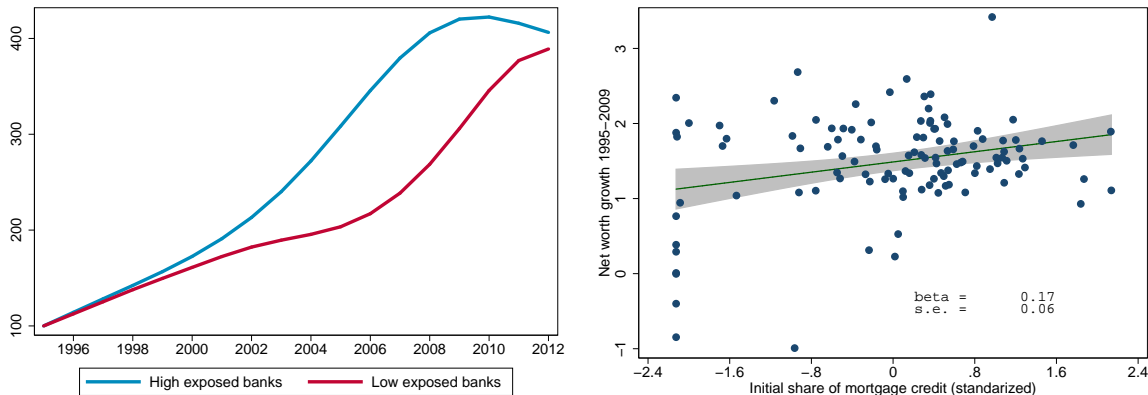 400
300
200
100
1996 1998 2000 2002 2004 2006 2008 2010 2012
High exposed banks Low exposed banks
Net worth growth 1995−2009
3
2
1
0
−1
beta = 0.17
s.e. = 0.06
−2.4 −1.6 −.8 0 .8 1.6 2.4
Initial share of mortgage credit (standarized)